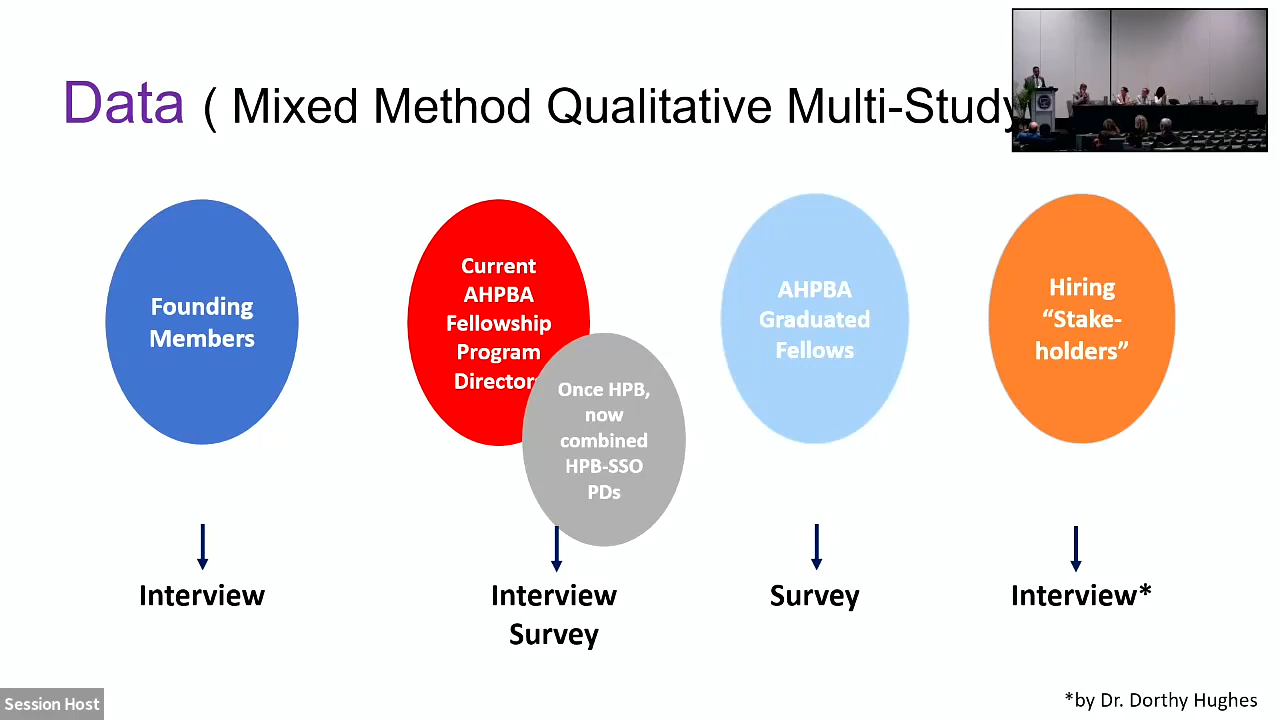 Data ( Mixed Method Qualitative Multi-Study
Founding
Members
Current
AHPBA
Fellowship
Program
Director
Once HPB,
now
combined
HPB-SSO
PDs
AHPBA
Graduated
Fellows
Hiring
“Stake-
holders”
Interview
Interview
Survey
Survey
Interview*
*by Dr. Dorthy Hughes
Session Host